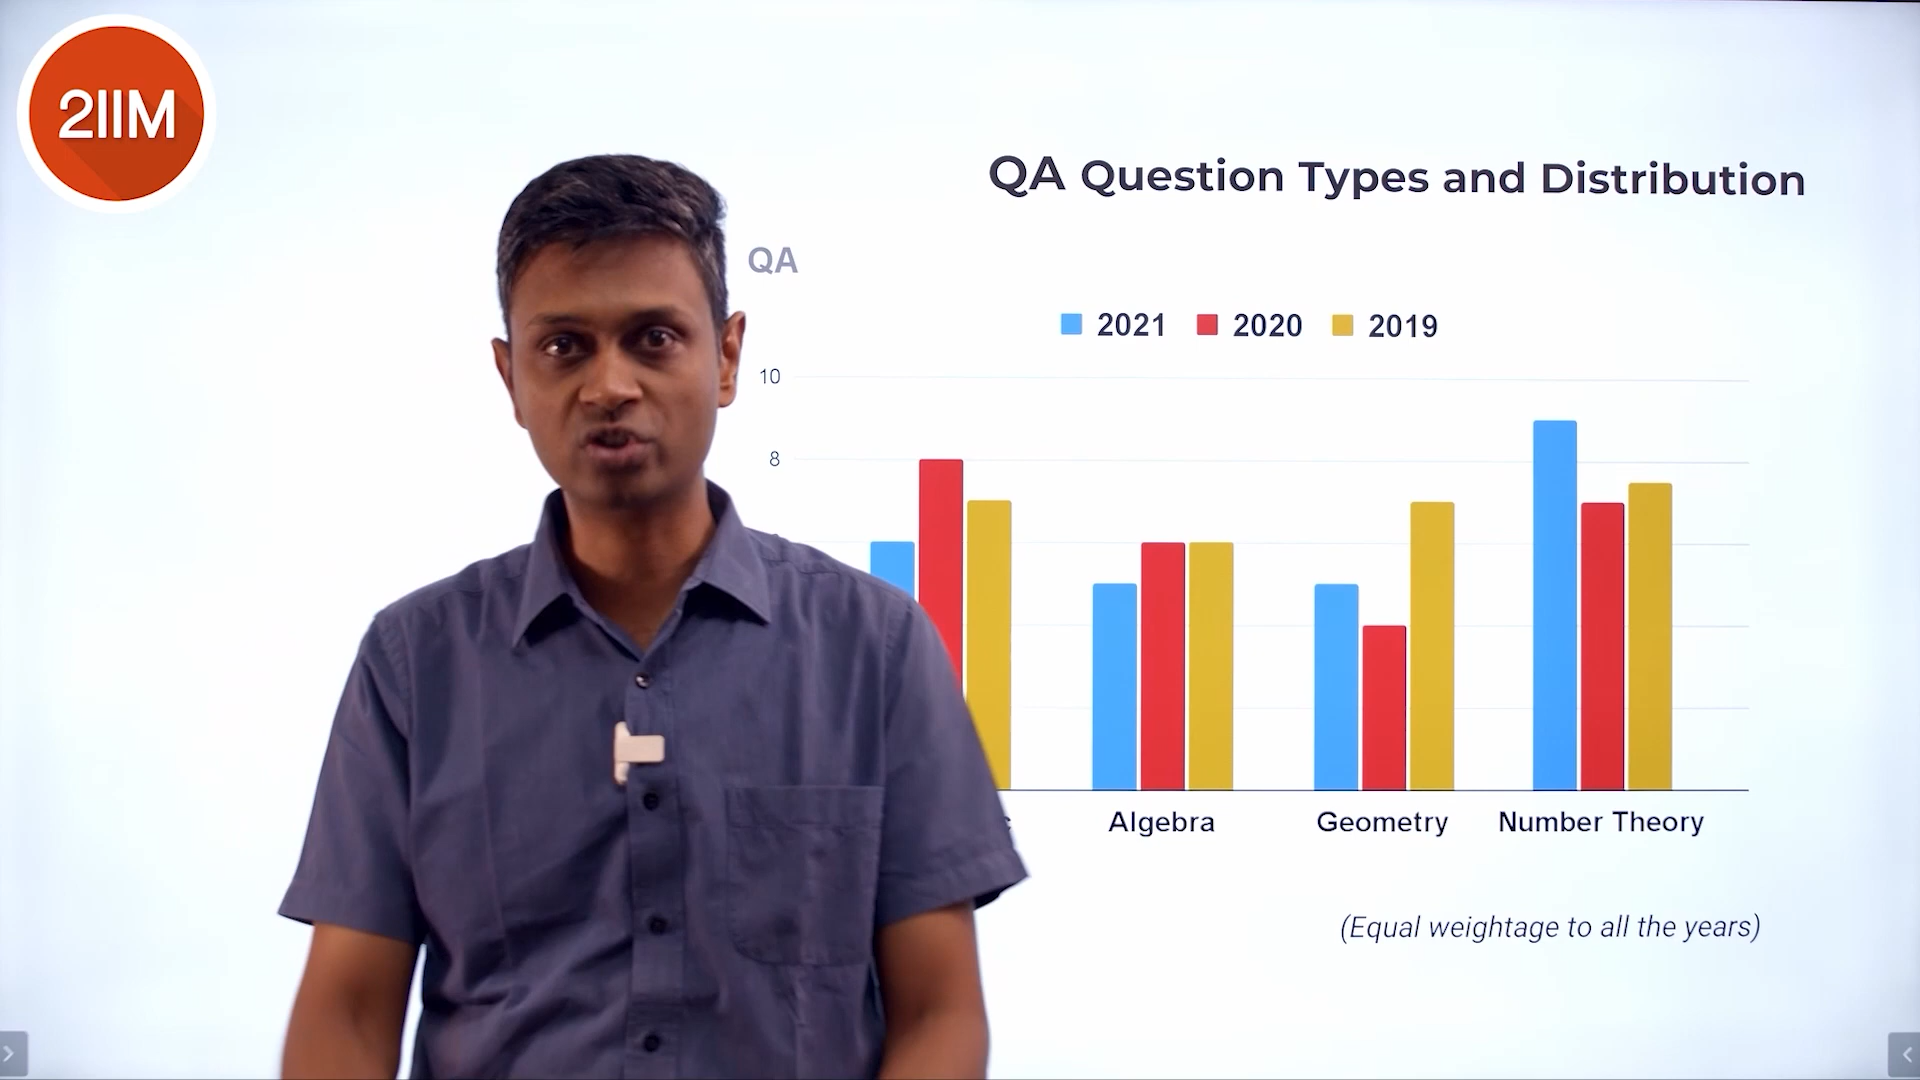 2IIM
QA Question Types and Distribution
QA
2021 2020 2019
10
8
Algebra Geometry Number Theory
(Equal weightage to all the years)